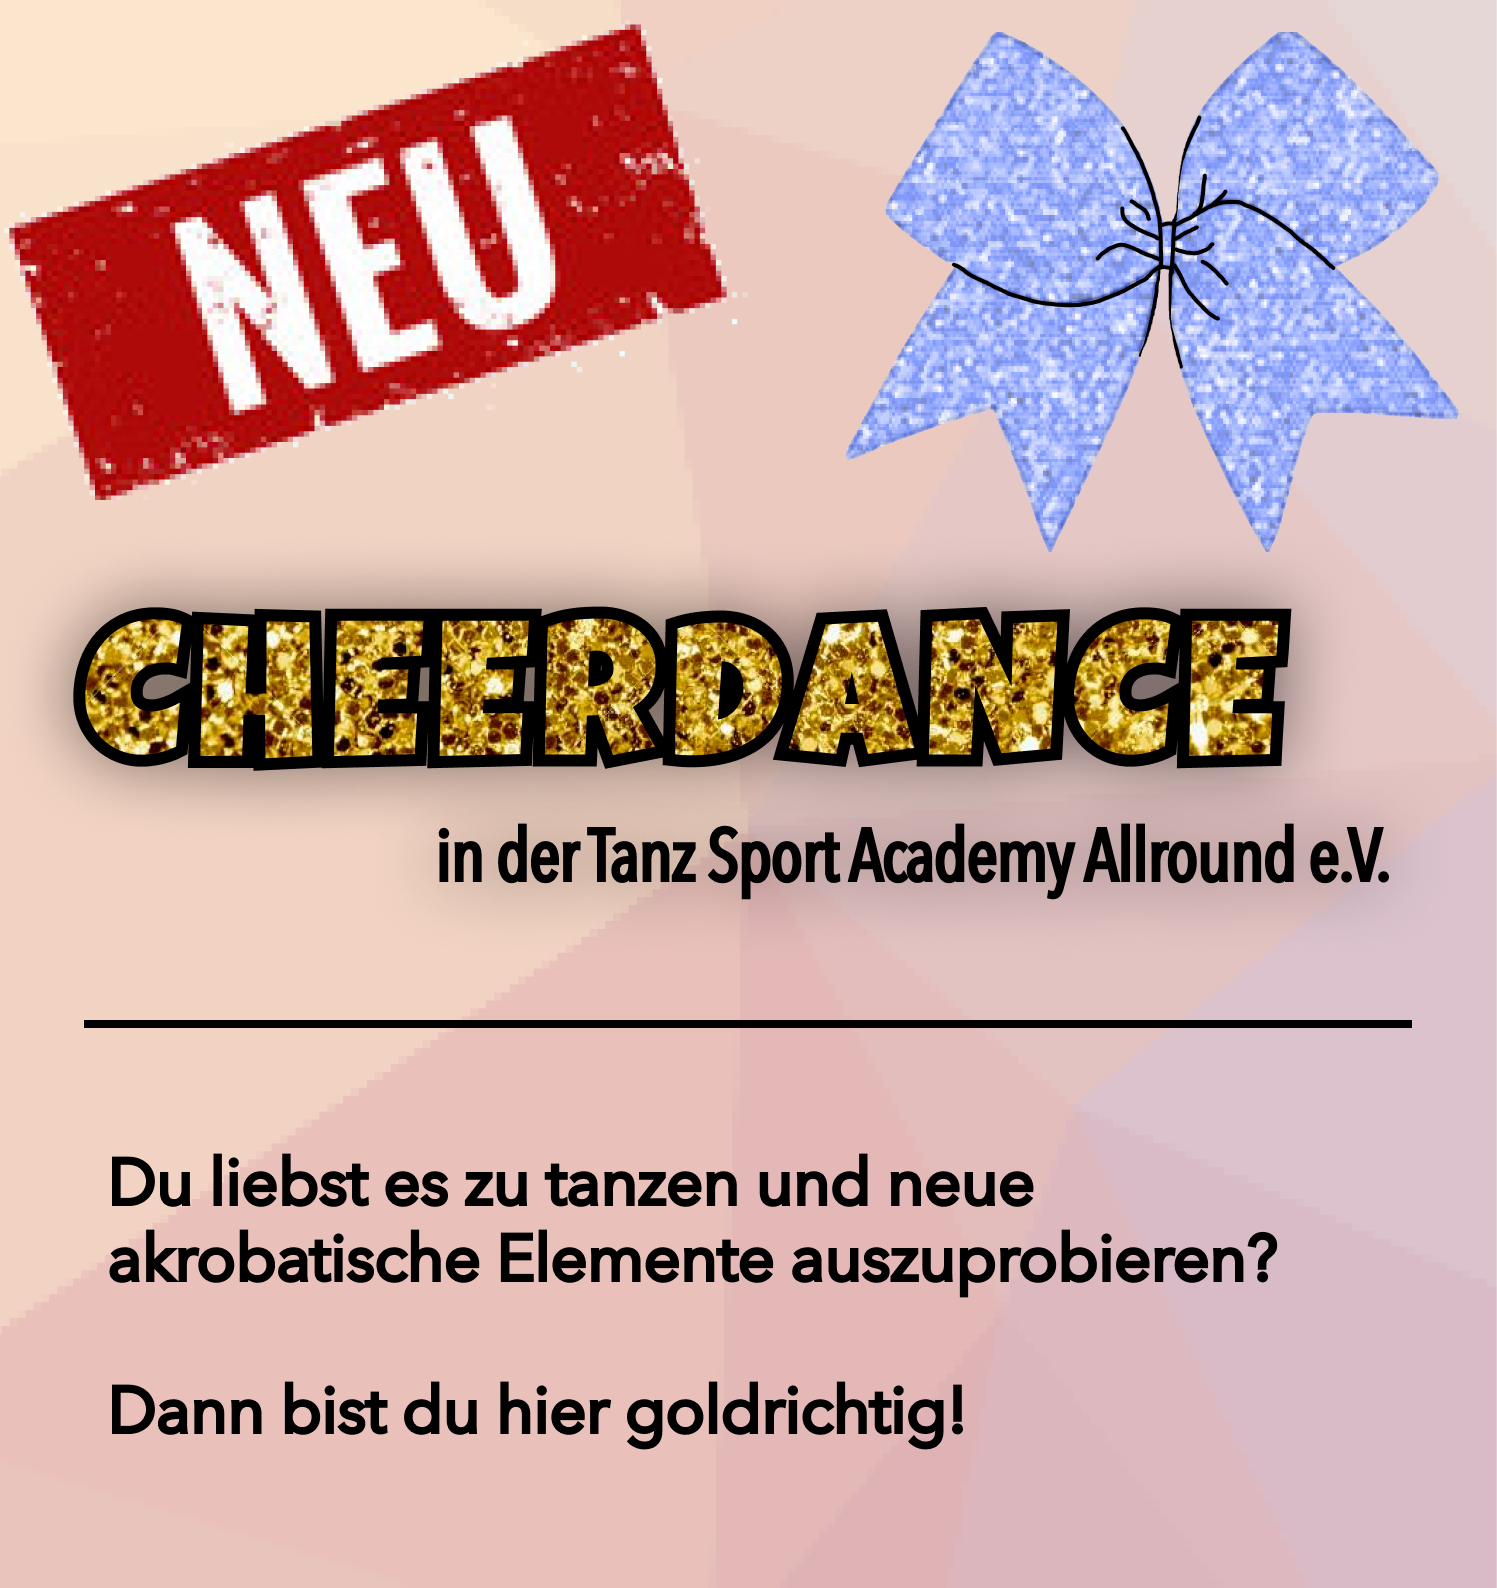 NEU
CHEERDANCE
in der Tanz Sport Academy Allround e.V.
Du liebst es zu tanzen und neue
akrobatische Elemente auszuprobieren?
Dann bist du hier goldrichtig!